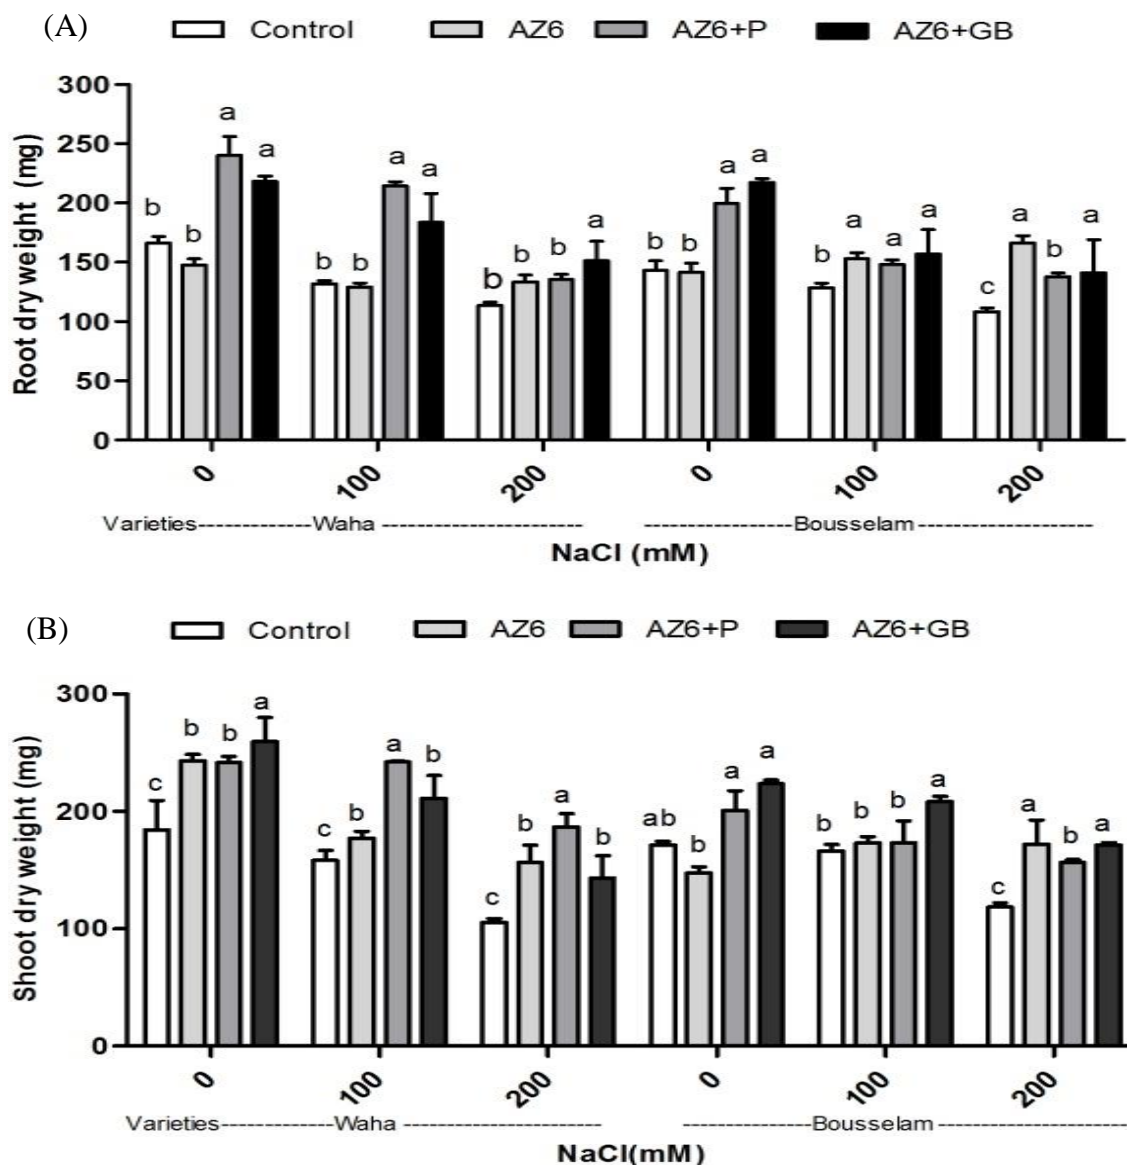 (A) Control AZ6 AZ6+P AZ6+GB
Root dry weight (mg)
300
250
200
150
100
50
0
b b a a b b a a b b b a b b a a b a a a c a b a
0 100 200 0 100 200
Varieties--------------Waha -------------------------- -------------------Bousselam ----------------------
NaCl (mM)
(B) Control AZ6 AZ6+P AZ6+GB
Shoot dry weight (mg)
300
200
100
0
c b b a c b a b c b a b ab b a a b b b a c a b a
0 100 200 0 100 200
Varieties--------------Waha -------------------------- -----------------Bousselam -------------------------
NaCl(mM)